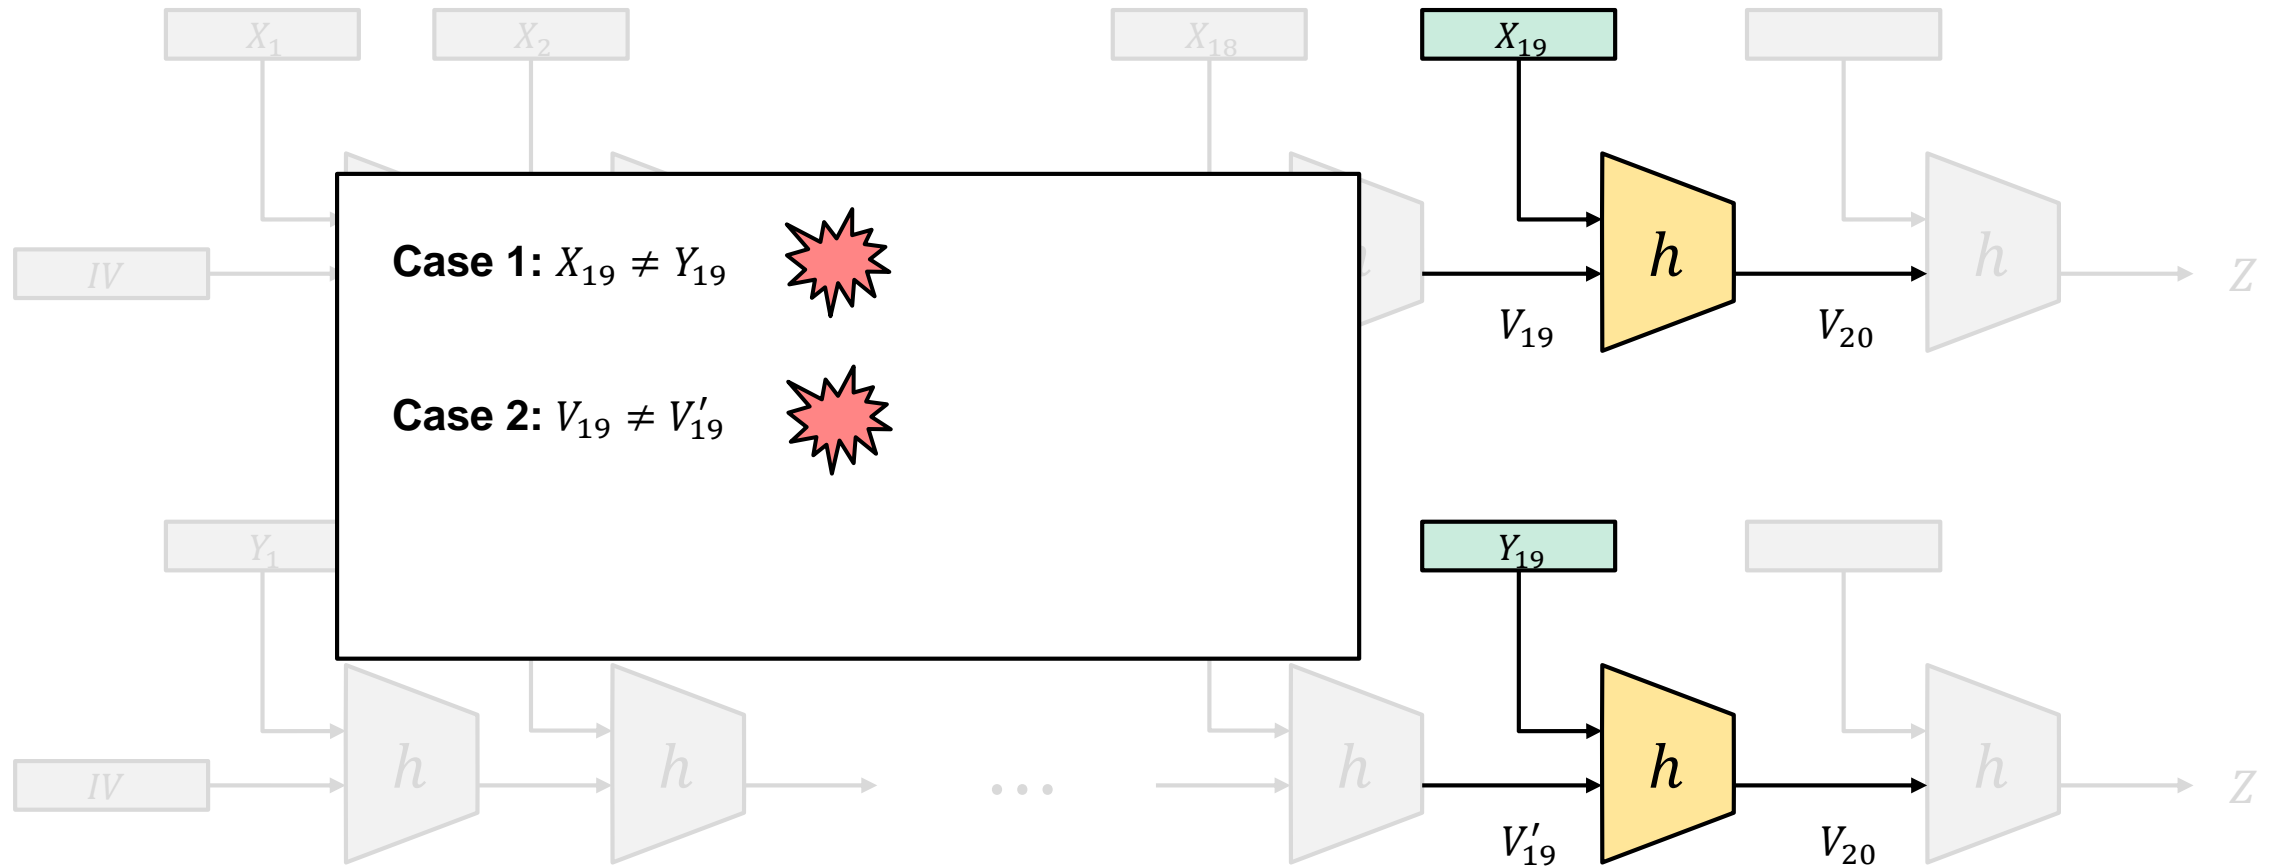 X₁ X₂ X₁₈ X₁₉
IV h h Z
V₁₉ V₂₀
Case 1: X₁₉ ≠ Y₁₉
Case 2: V₁₉ ≠ V′₁₉
Y₁ Y₁₉
IV h h ... h h h Z
V′₁₉ V₂₀